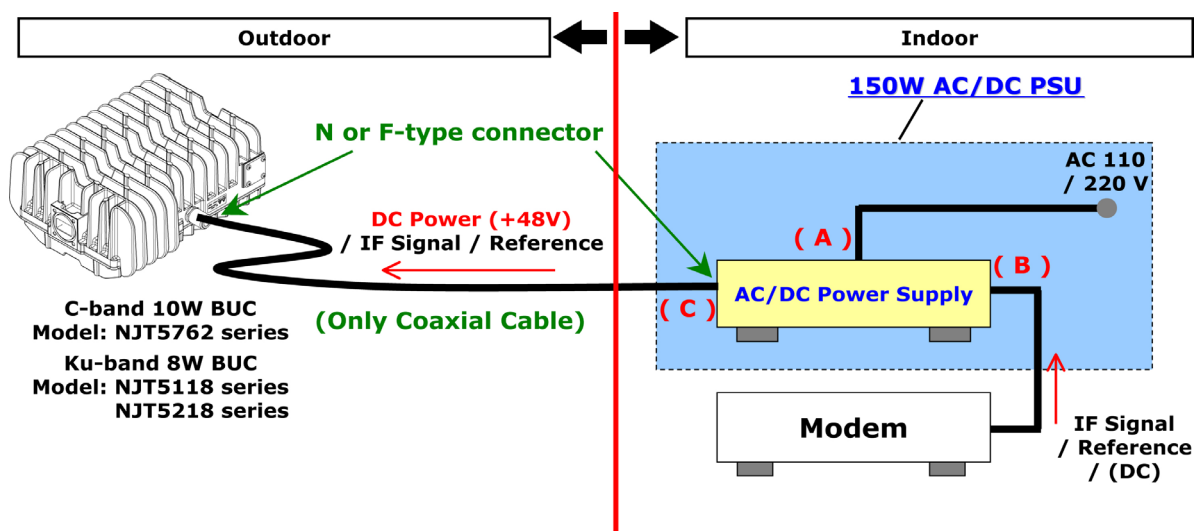 Outdoor
Indoor
150W AC/DC PSU
N or F-type connector
AC 110
/ 220 V
DC Power (+48V)
/ IF Signal / Reference
( A )
( B )
AC/DC Power Supply
( C )
(Only Coaxial Cable)
C-band 10W BUC
Model: NJT5762 series
Ku-band 8W BUC
Model: NJT5118 series
NJT5218 series
Modem
IF Signal
/ Reference
/ (DC)